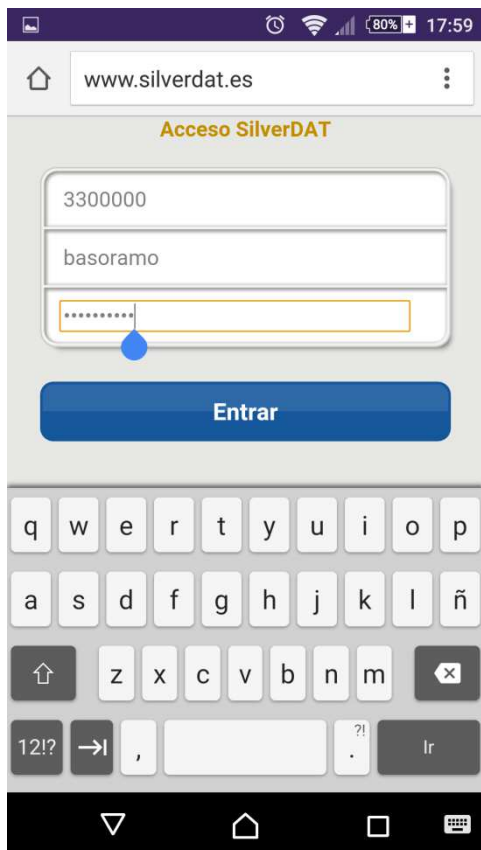 80% 17:59
www.silverdat.es
Acceso SilverDAT
3300000
basoramo
••••••••••
Entrar
q w e r t y u i o p
a s d f g h j k l ñ
z x c v b n m
12!? , ?! . Ir